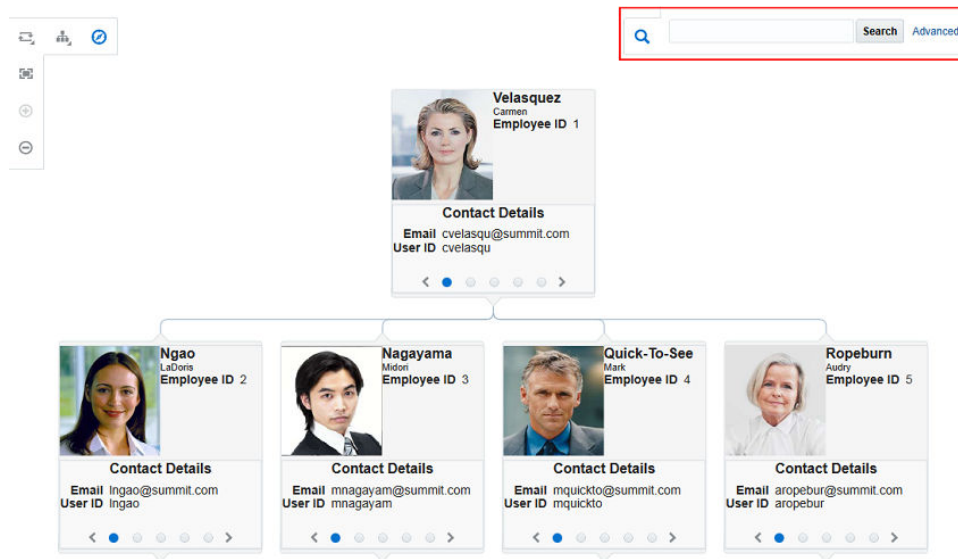 Search Advanced
Velasquez
Carmen
Employee ID 1
Contact Details
Email cvelasqu@summit.com
User ID cvelasqu
Ngao
LaDoris
Employee ID 2
Contact Details
Email lngao@summit.com
User ID lngao
Nagayama
Midori
Employee ID 3
Contact Details
Email mnagayam@summit.com
User ID mnagayam
Quick-To-See
Mark
Employee ID 4
Contact Details
Email mquickto@summit.com
User ID mquickto
Ropeburn
Audry
Employee ID 5
Contact Details
Email aropebur@summit.com
User ID aropebur